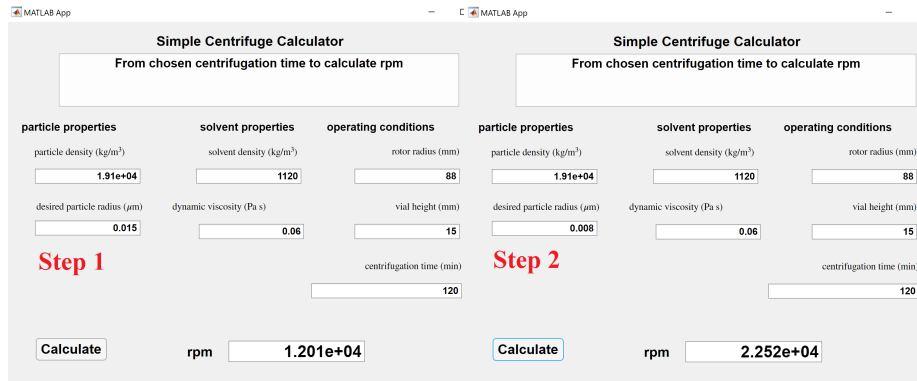 MATLAB App
Simple Centrifuge Calculator
From chosen centrifugation time to calculate rpm
particle properties solvent properties operating conditions
particle density (kg/m³) solvent density (kg/m³) rotor radius (mm)
1.91e+04 1120 88
desired particle radius (μm) dynamic viscosity (Pa s) vial height (mm)
0.015 0.06 15
Step 1
centrifugation time (min)
120
Calculate rpm 1.201e+04
MATLAB App
Simple Centrifuge Calculator
From chosen centrifugation time to calculate rpm
particle properties solvent properties operating conditions
particle density (kg/m³) solvent density (kg/m³) rotor radius (mm)
1.91e+04 1120 88
desired particle radius (μm) dynamic viscosity (Pa s) vial height (mm)
0.008 0.06 15
Step 2
centrifugation time (min)
120
Calculate rpm 2.252e+04